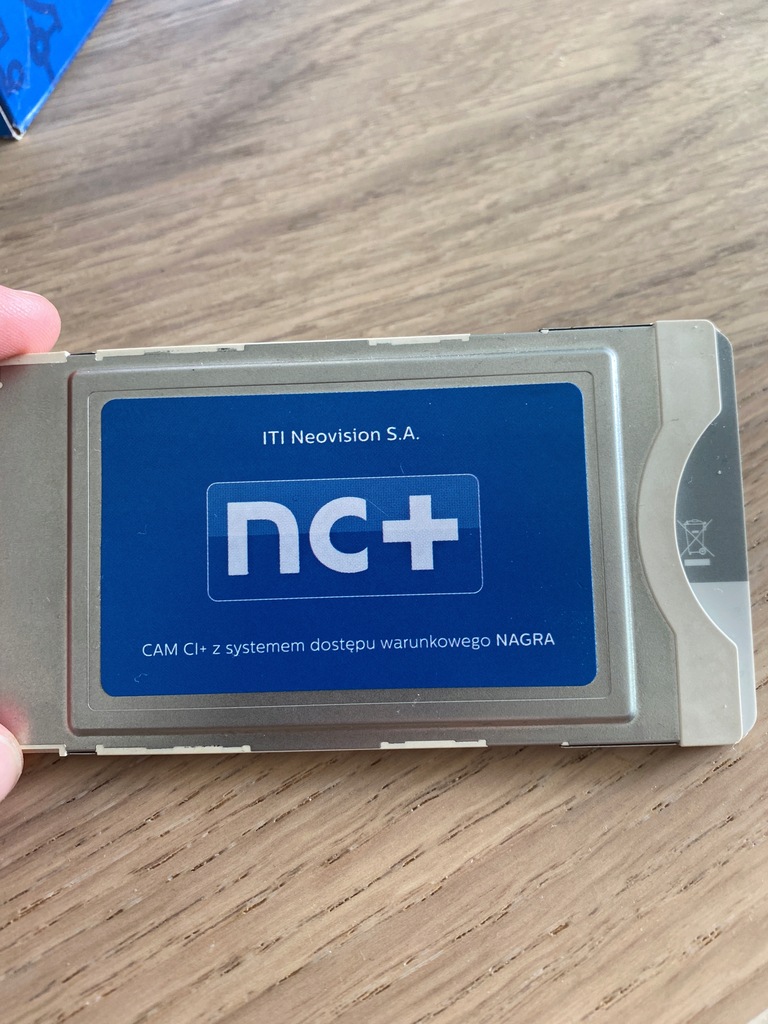 ITI Neovision S.A.
nc+
CAM CI+ z systemem dostępu warunkowego NAGRA